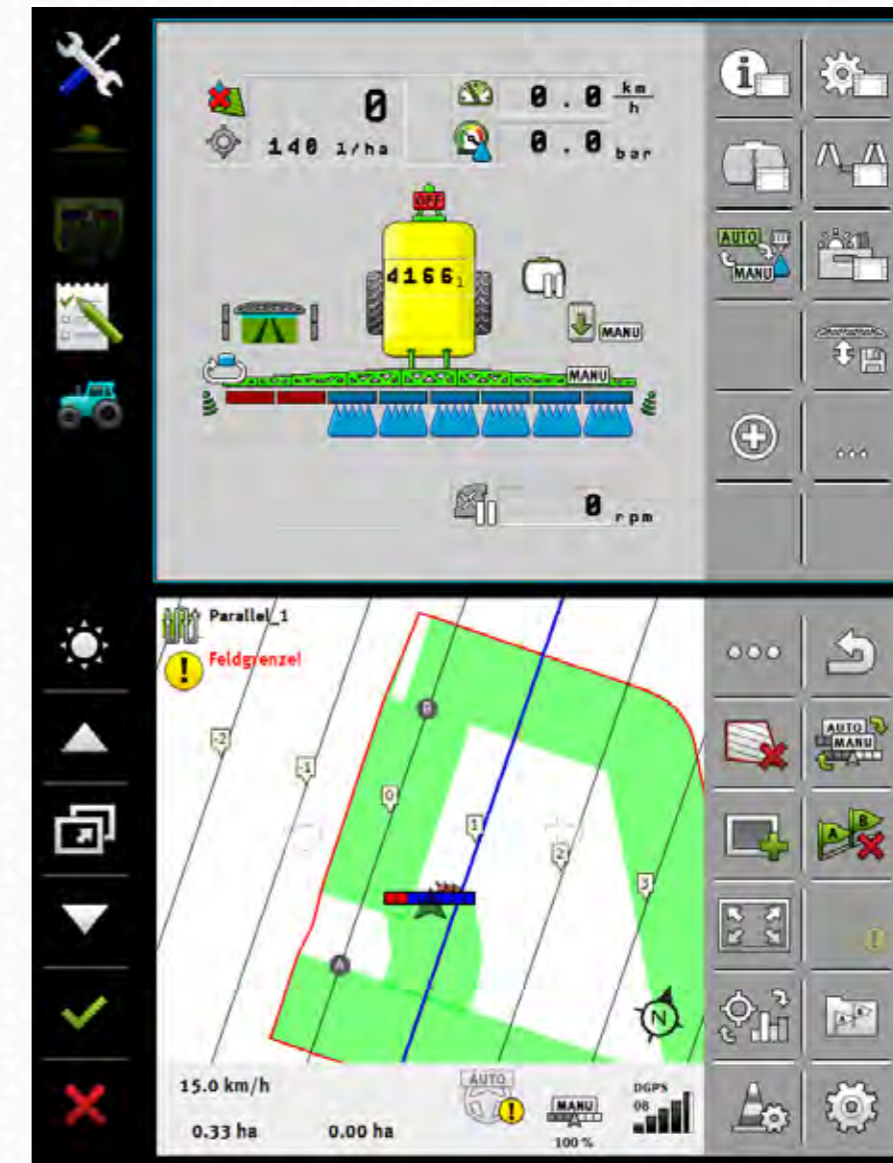 0
0.0 km/h
140 l/ha
0.0 bar
OFF
AUTO
MANU
4166 l
MANU
MANU
0 rpm
Parallel_1
Feldgrenze!
AUTO
MANU
B
-2
-1
0
1
2
3
A B
A
N
A B
15.0 km/h
AUTO
MANU
DGPS
08
0.33 ha
0.00 ha
100 %